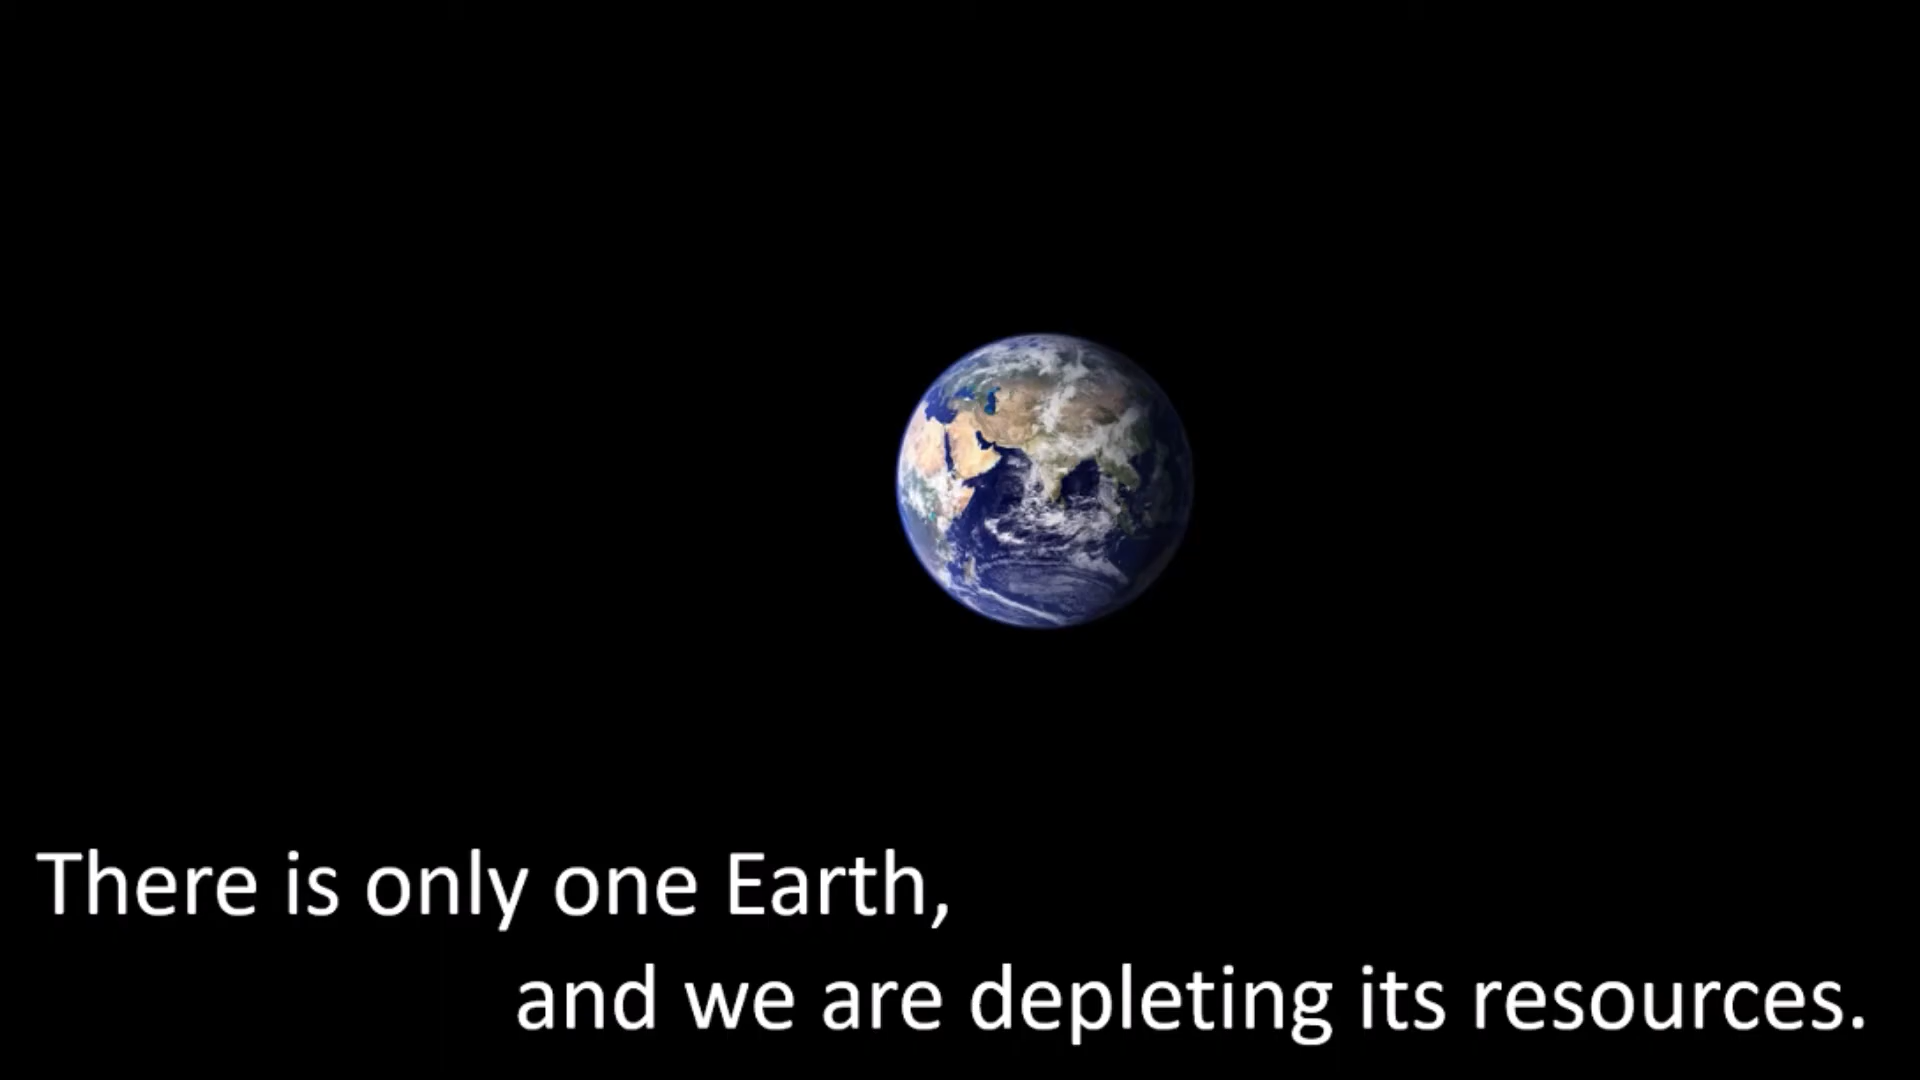 There is only one Earth,
and we are depleting its resources.